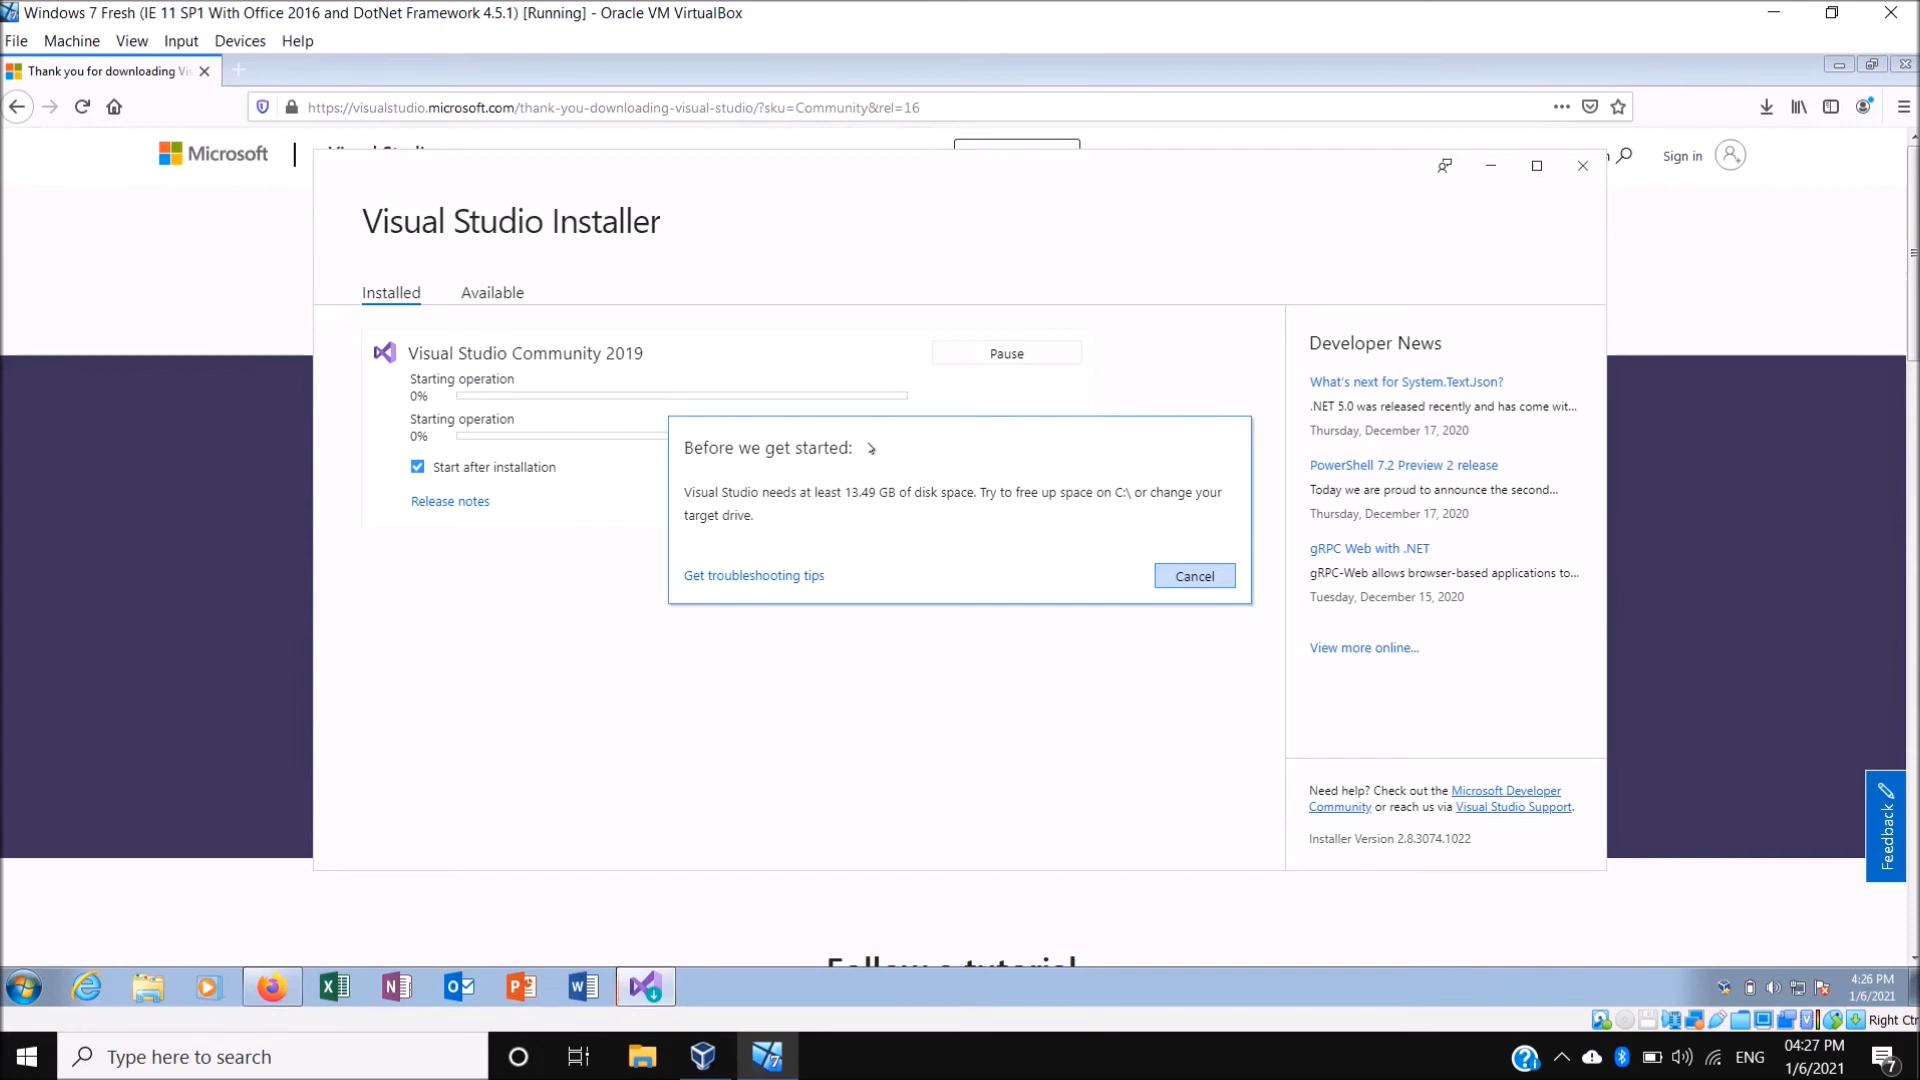 Windows 7 Fresh (IE 11 SP1 With Office 2016 and DotNet Framework 4.5.1) [Running] - Oracle VM VirtualBox
File Machine View Input Devices Help
Thank you for downloading Vis
https://visualstudio.microsoft.com/thank-you-downloading-visual-studio/?sku=Community&rel=16
Microsoft
Sign in
Visual Studio Installer
Installed Available
Visual Studio Community 2019
Pause
Starting operation
0%
Starting operation
0%
Start after installation
Release notes
Before we get started:
Visual Studio needs at least 13.49 GB of disk space. Try to free up space on C:\ or change your
target drive.
Get troubleshooting tips
Cancel
Developer News
What's next for System.Text.Json?
.NET 5.0 was released recently and has come wit...
Thursday, December 17, 2020
PowerShell 7.2 Preview 2 release
Today we are proud to announce the second...
Thursday, December 17, 2020
gRPC Web with .NET
gRPC-Web allows browser-based applications to...
Tuesday, December 15, 2020
View more online...
Need help? Check out the Microsoft Developer
Community or reach us via Visual Studio Support.
Installer Version 2.8.3074.1022
Feedback
Follow a tutorial
4:26 PM
1/6/2021
Right Ctr
Type here to search
ENG
04:27 PM
1/6/2021
7